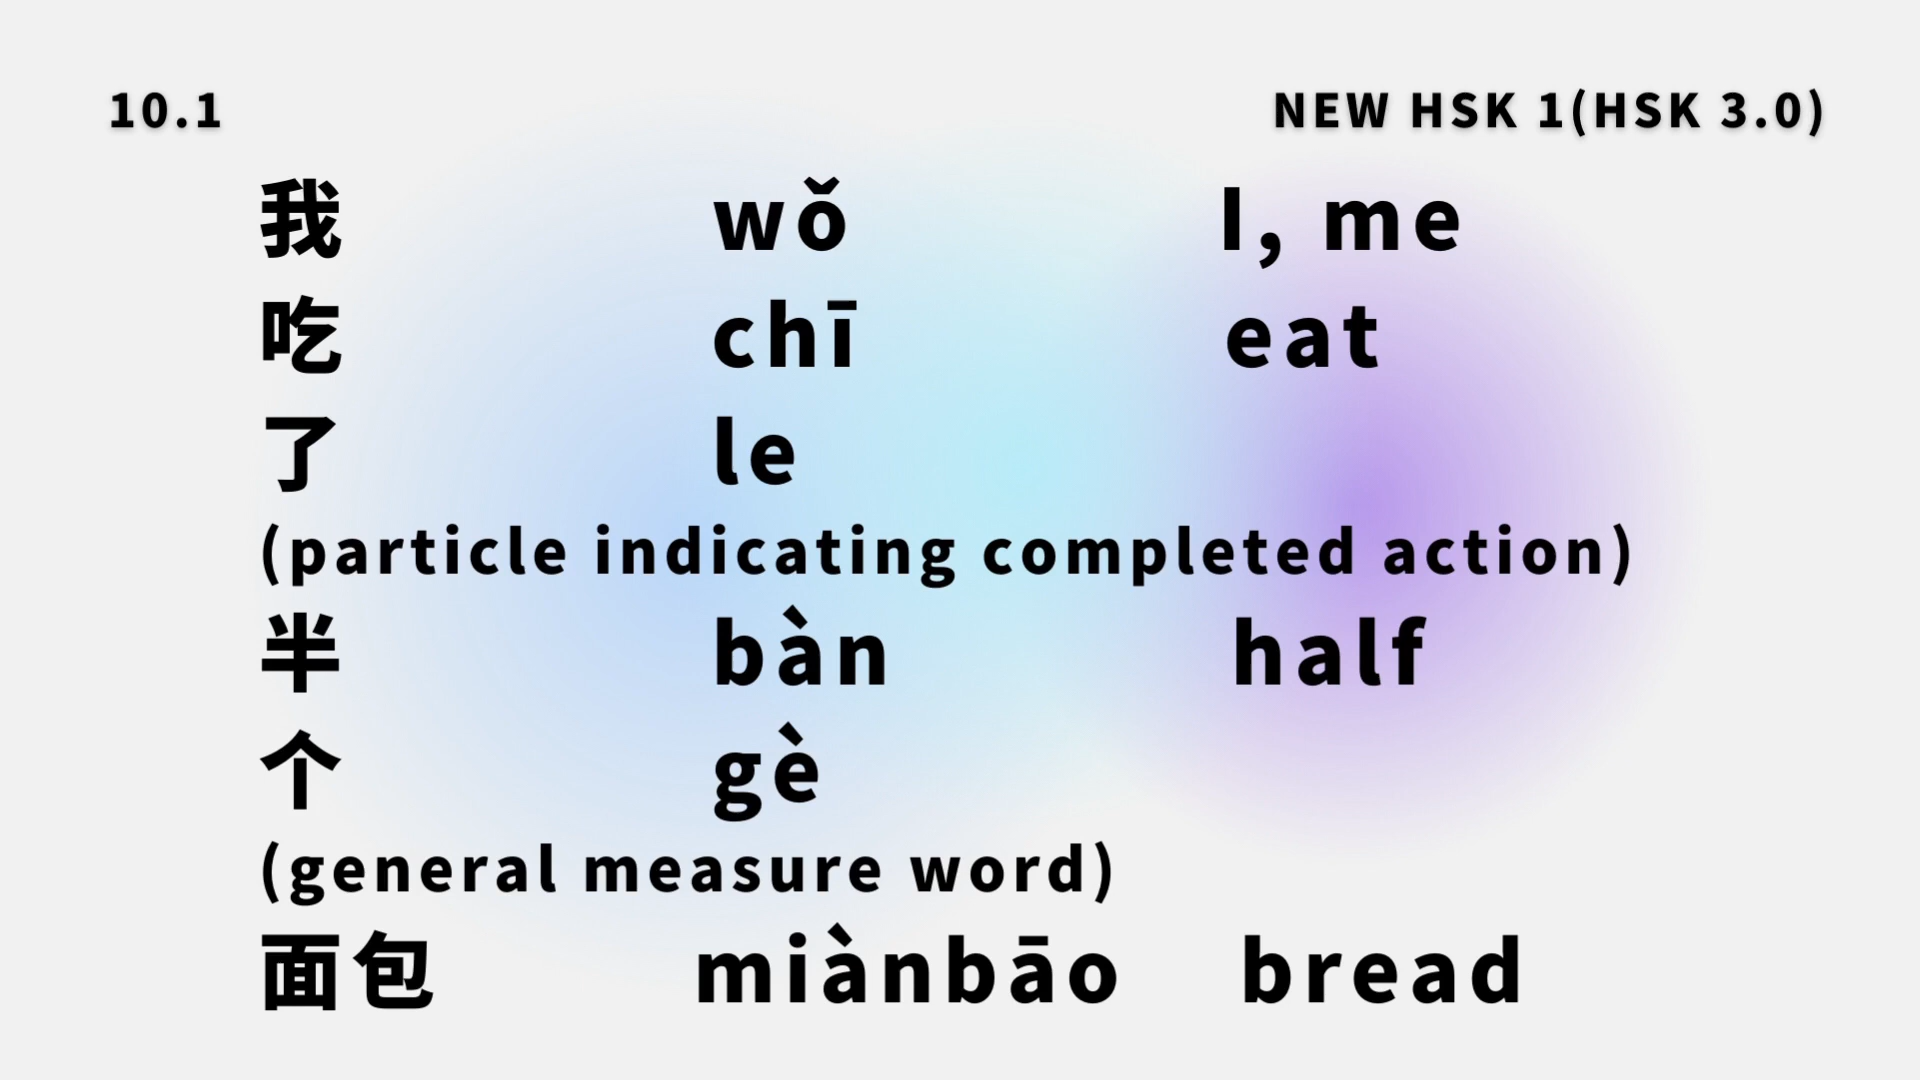 10.1 NEW HSK 1(HSK 3.0)
我 wǒ I, me
吃 chī eat
了 le
(particle indicating completed action)
半 bàn half
个 gè
(general measure word)
面包 miànbāo bread